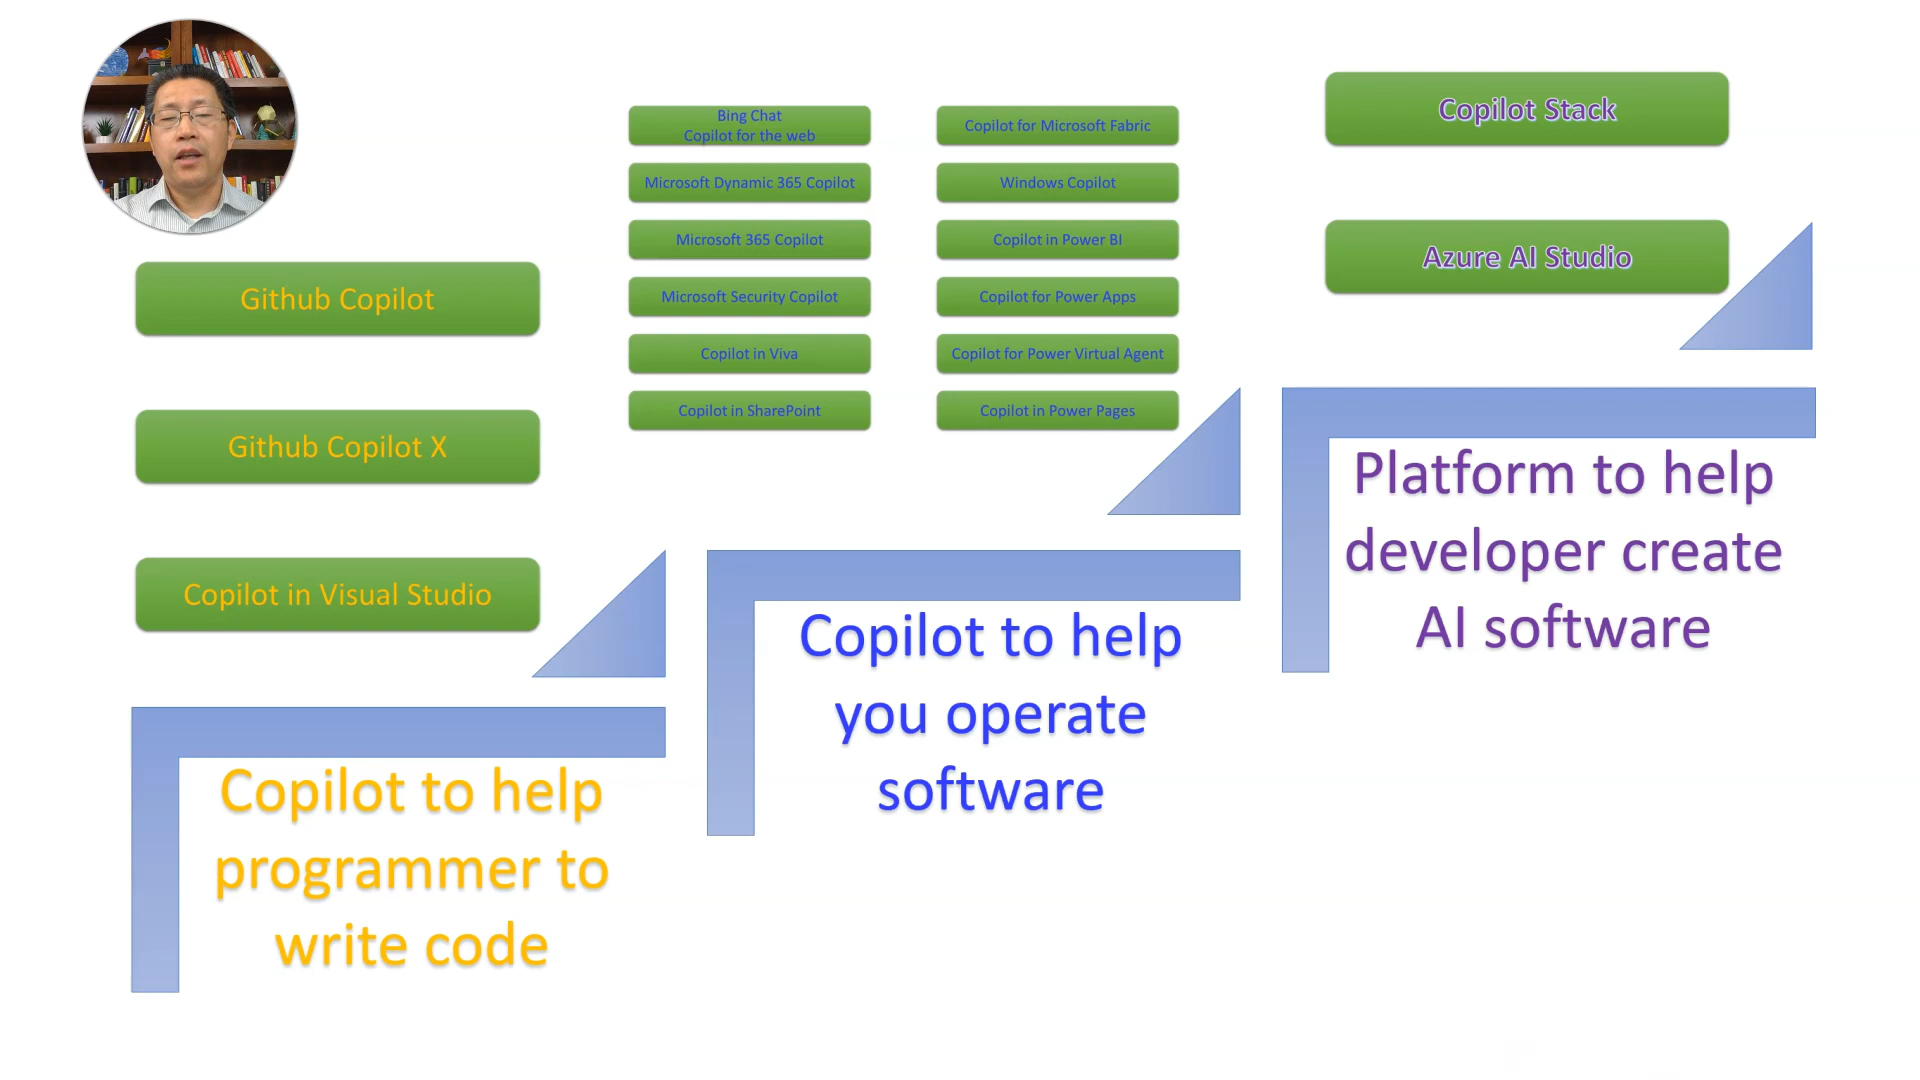 Github Copilot
Github Copilot X
Copilot in Visual Studio
Copilot to help
programmer to
write code
Bing Chat
Copilot for the web
Microsoft Dynamic 365 Copilot
Microsoft 365 Copilot
Microsoft Security Copilot
Copilot in Viva
Copilot in SharePoint
Copilot for Microsoft Fabric
Windows Copilot
Copilot in Power BI
Copilot for Power Apps
Copilot for Power Virtual Agent
Copilot in Power Pages
Copilot to help
you operate
software
Copilot Stack
Azure AI Studio
Platform to help
developer create
AI software